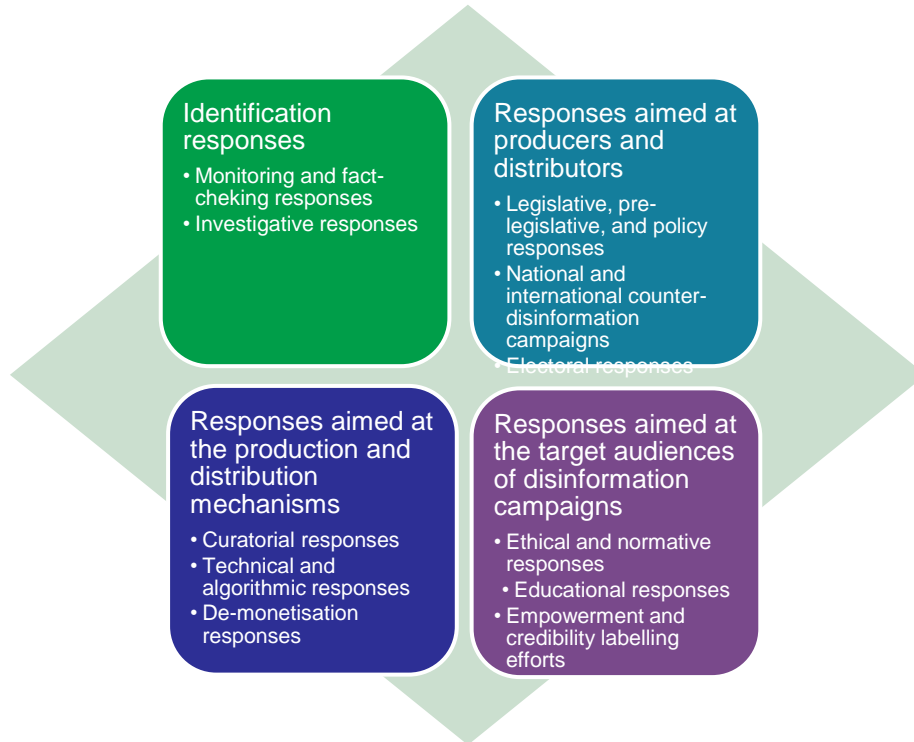 Identification
responses
• Monitoring and fact-
cheking responses
• Investigative responses
Responses aimed at
producers and
distributors
• Legislative, pre-
legislative, and policy
responses
• National and
international counter-
disinformation
campaigns
• Electoral responses
Responses aimed at
the production and
distribution
mechanisms
• Curatorial responses
• Technical and
algorithmic responses
• De-monetisation
responses
Responses aimed at
the target audiences
of disinformation
campaigns
• Ethical and normative
responses
• Educational responses
• Empowerment and
credibility labelling
efforts